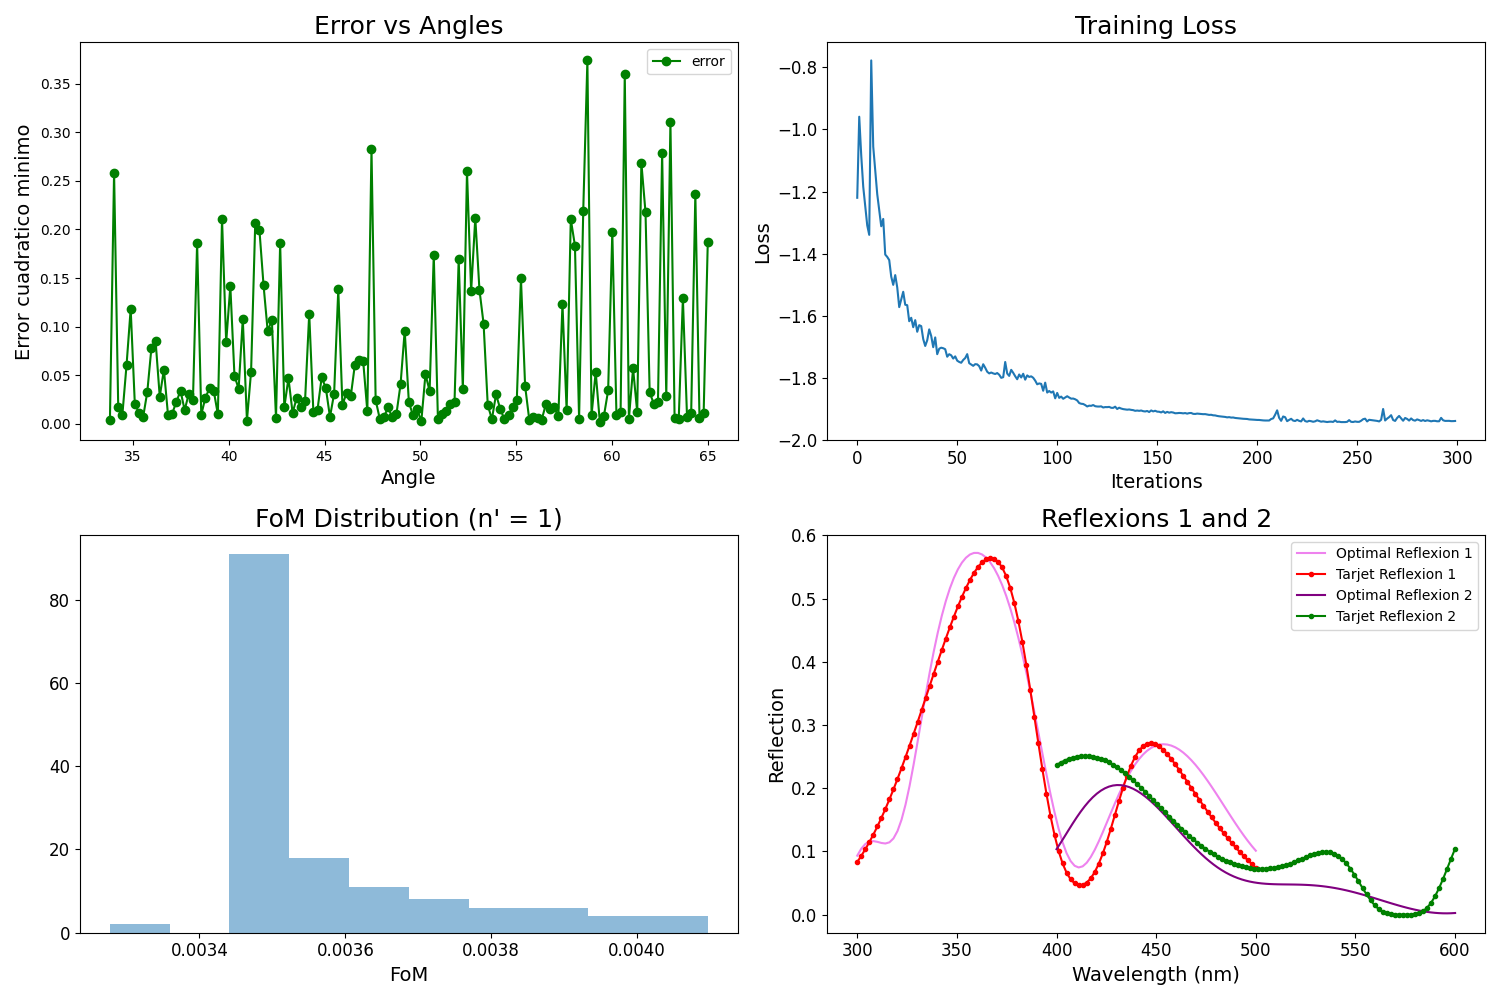 Error vs Angles
error
0.35
0.30
0.25
0.20
0.15
0.10
0.05
0.00
Error cuadratico minimo
35 40 45 50 55 60 65
Angle
Training Loss
−0.8
−1.0
−1.2
−1.4
−1.6
−1.8
−2.0
Loss
0 50 100 150 200 250 300
Iterations
FoM Distribution (n' = 1)
80
60
40
20
0
0.0034 0.0036 0.0038 0.0040
FoM
Reflexions 1 and 2
Optimal Reflexion 1
Tarjet Reflexion 1
Optimal Reflexion 2
Tarjet Reflexion 2
0.6
0.5
0.4
0.3
0.2
0.1
0.0
Reflection
300 350 400 450 500 550 600
Wavelength (nm)